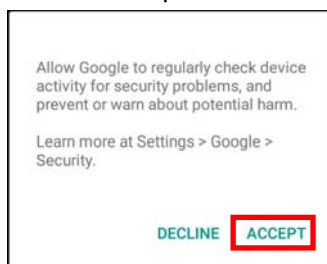 Allow Google to regularly check device
activity for security problems, and
prevent or warn about potential harm.
Learn more at Settings > Google >
Security.
DECLINE ACCEPT